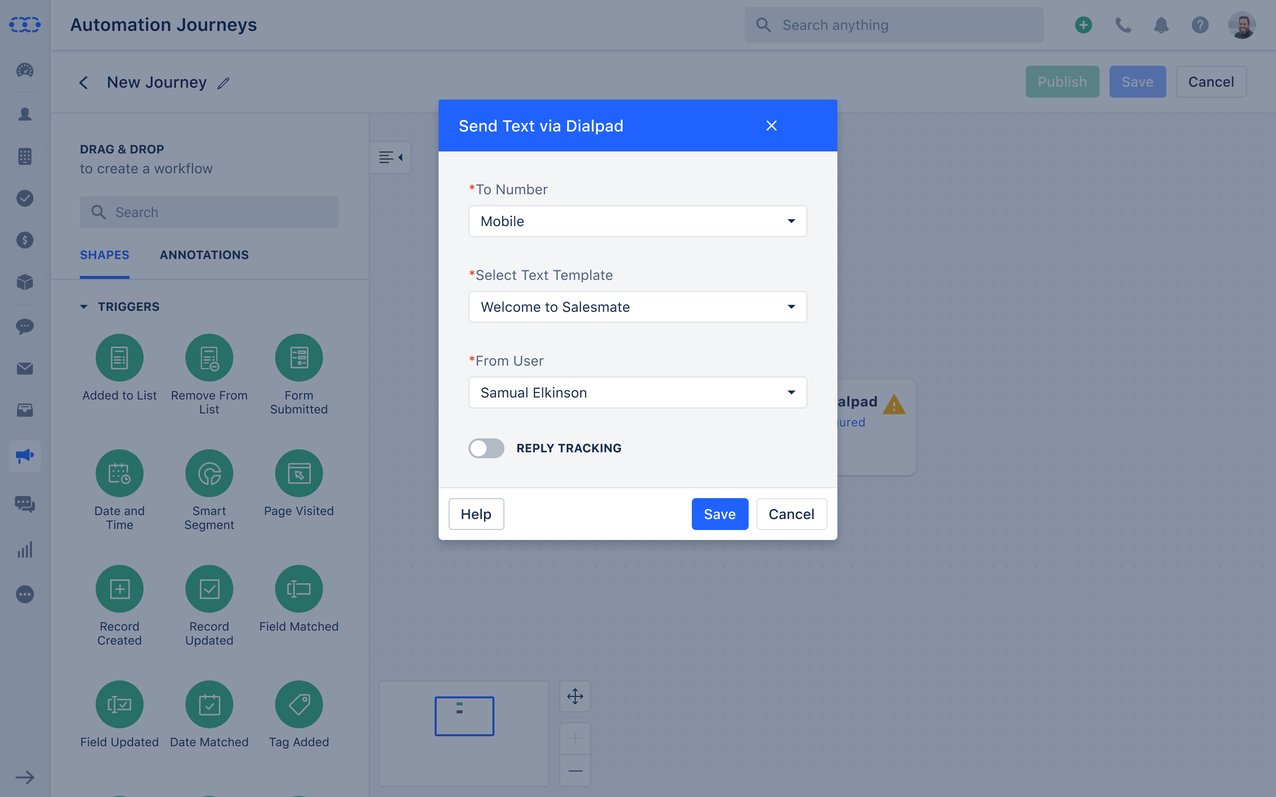 Automation Journeys
Search anything
New Journey
Publish
Save
Cancel
DRAG & DROP
to create a workflow
Search
SHAPES
ANNOTATIONS
TRIGGERS
Added to List
Remove From
List
Form
Submitted
Date and
Time
Smart
Segment
Page Visited
Record
Created
Record
Updated
Field Matched
Field Updated
Date Matched
Tag Added
Send Text via Dialpad
*To Number
Mobile
*Select Text Template
Welcome to Salesmate
*From User
Samual Elkinson
REPLY TRACKING
Help
Save
Cancel
alpad
ured